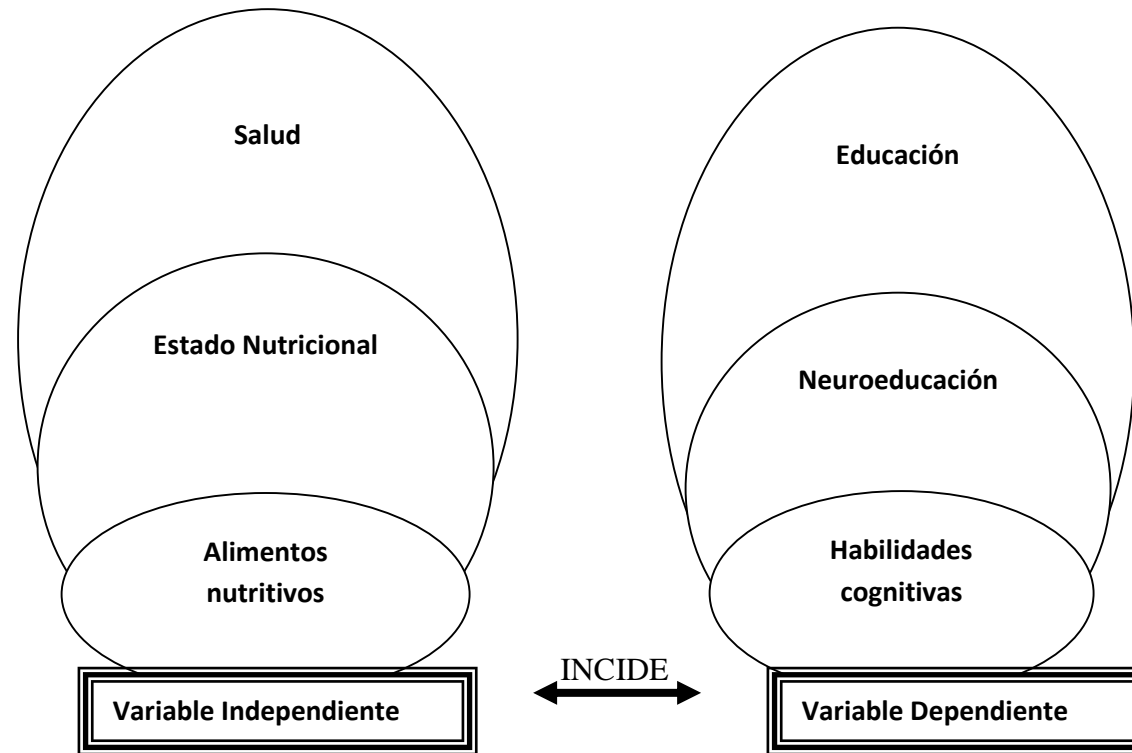 Salud
Educación
Estado Nutricional
Neuroeducación
Alimentos
nutritivos
Habilidades
cognitivas
INCIDE
Variable Independiente
Variable Dependiente